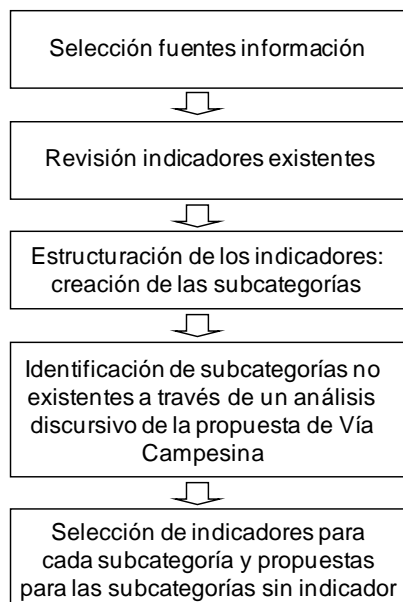 Selección fuentes información
Revisión indicadores existentes
Estructuración de los indicadores:
creación de las subcategorías
Identificación de subcategorías no
existentes a través de un análisis
discursivo de la propuesta de Vía
Campesina
Selección de indicadores para
cada subcategoría y propuestas
para las subcategorías sin indicador